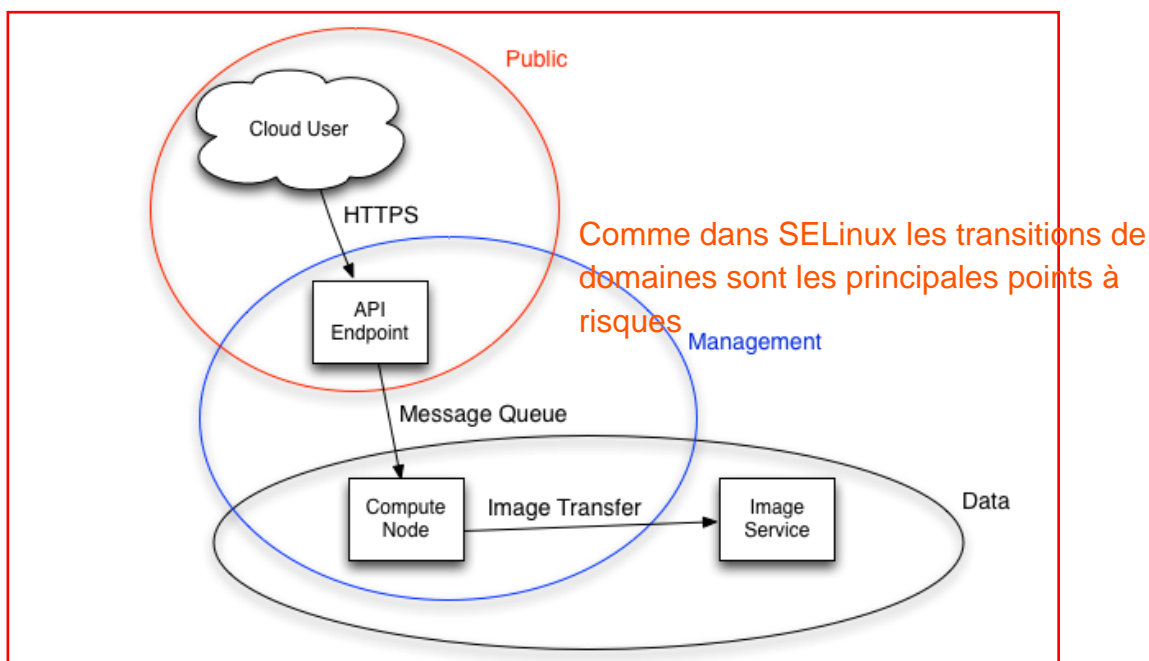 Public
Cloud User
HTTPS
Comme dans SELinux les transitions de
domaines sont les principales points à
risques
API
Endpoint
Management
Message Queue
Compute
Node
Image Transfer
Image
Service
Data